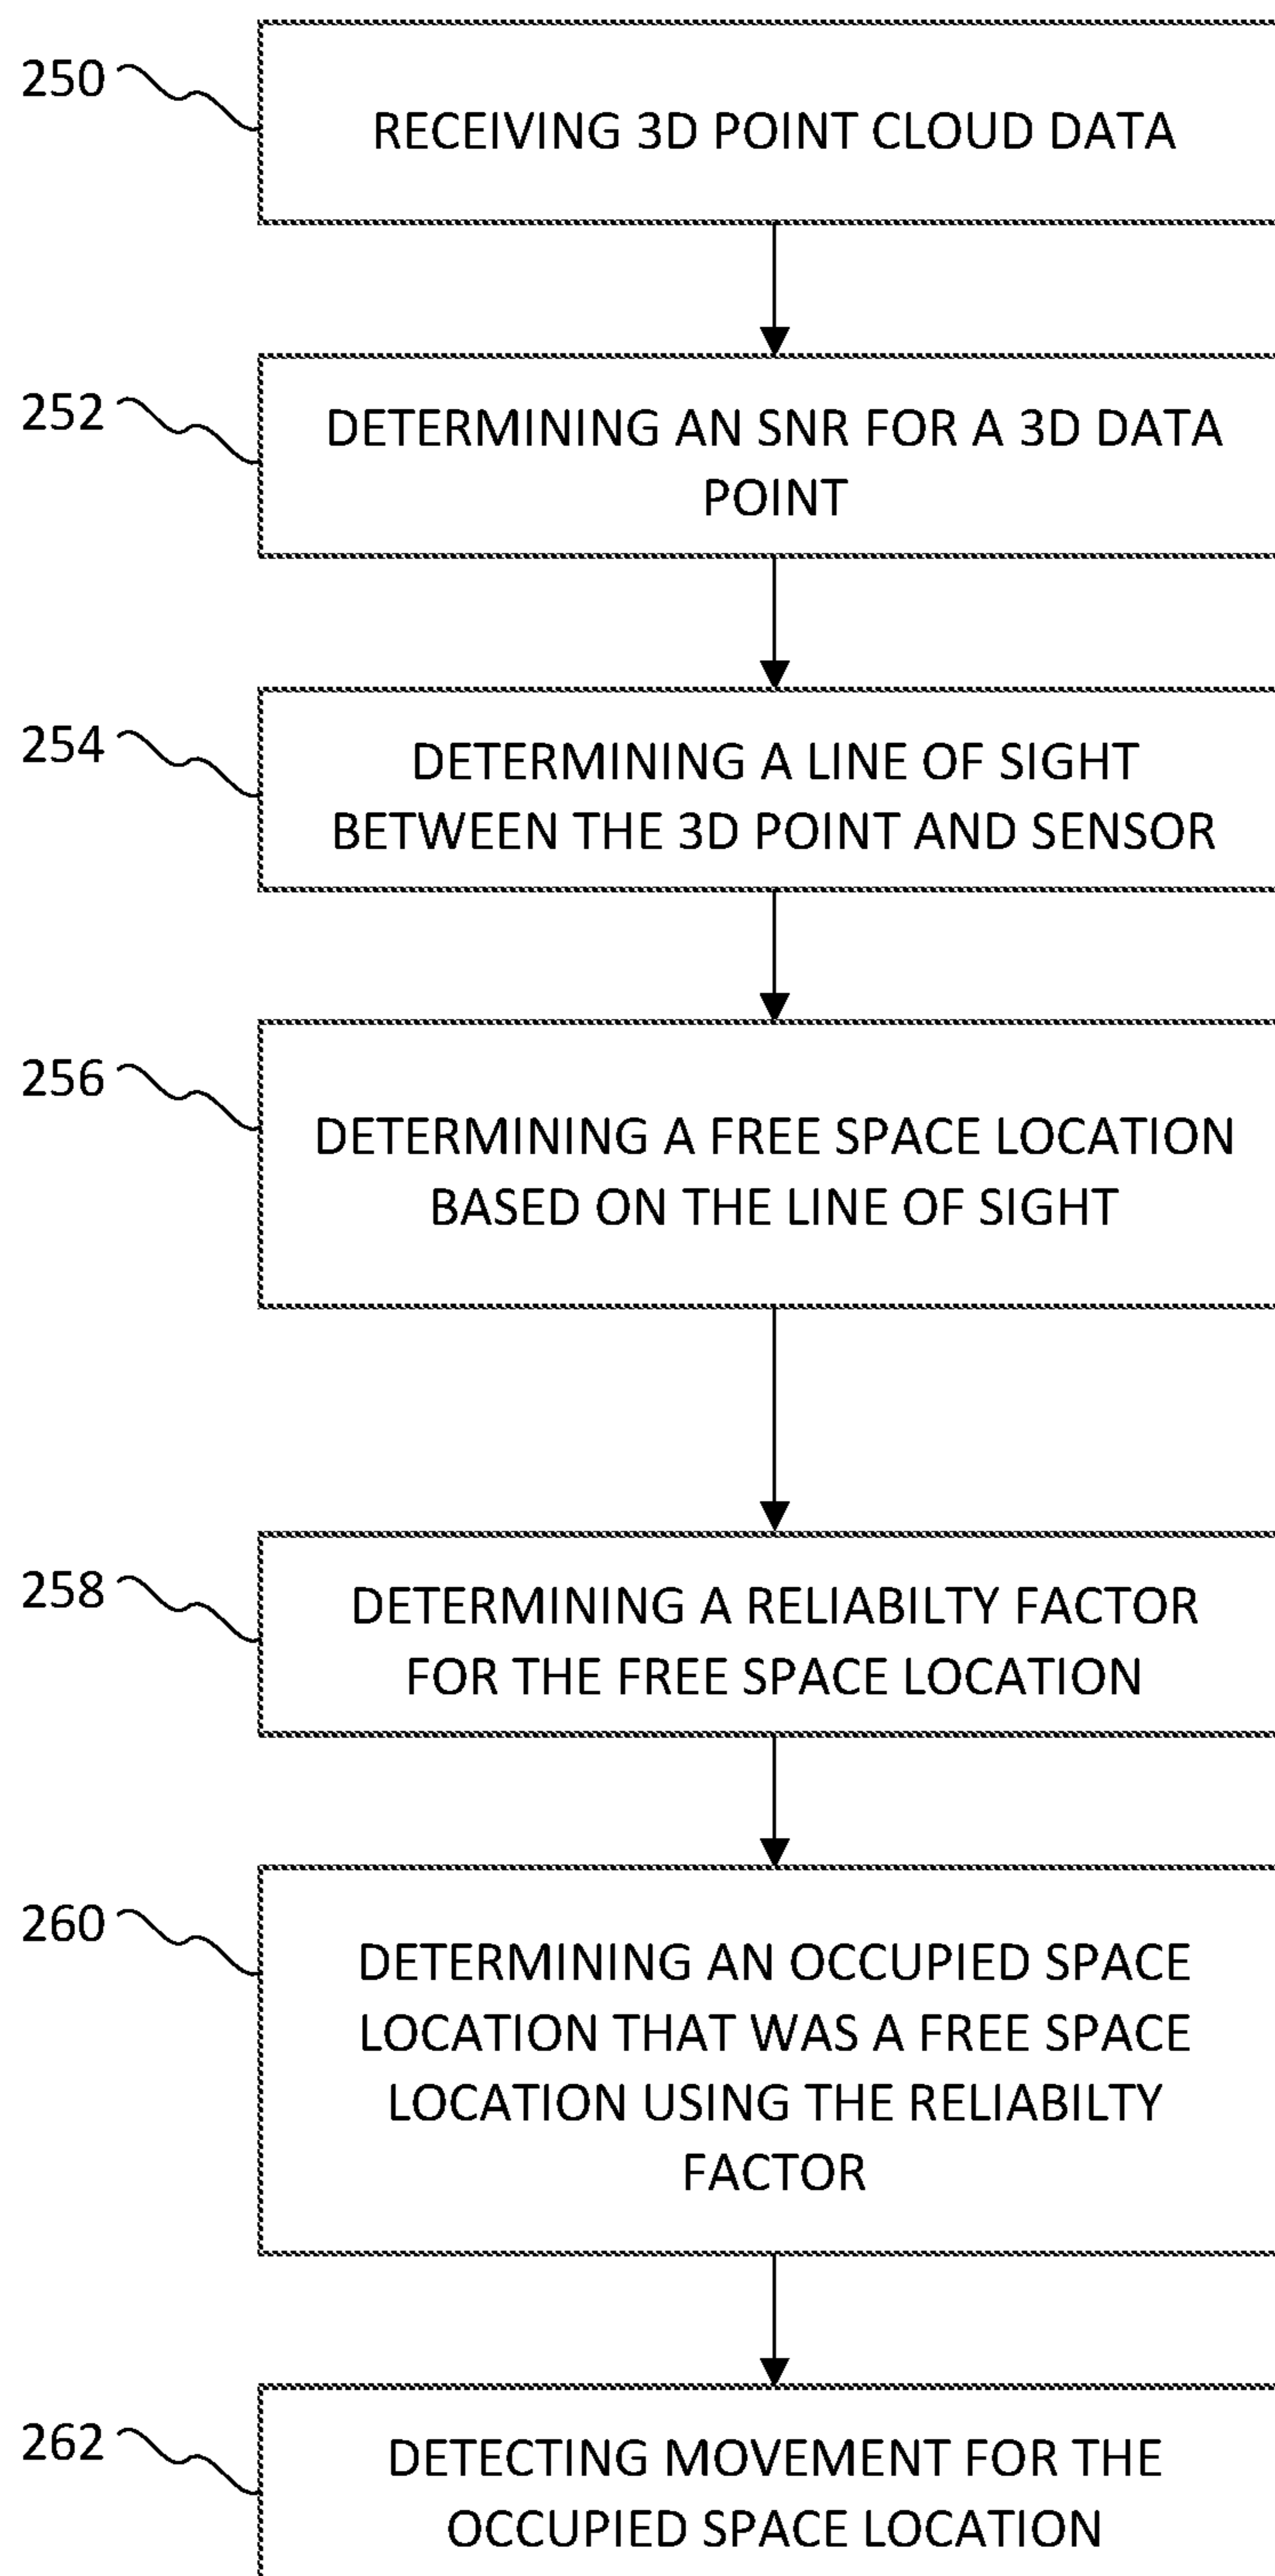 250
RECEIVING 3D POINT CLOUD DATA
252
DETERMINING AN SNR FOR A 3D DATA
POINT
254
DETERMINING A LINE OF SIGHT
BETWEEN THE 3D POINT AND SENSOR
256
DETERMINING A FREE SPACE LOCATION
BASED ON THE LINE OF SIGHT
258
DETERMINING A RELIABILTY FACTOR
FOR THE FREE SPACE LOCATION
260
DETERMINING AN OCCUPIED SPACE
LOCATION THAT WAS A FREE SPACE
LOCATION USING THE RELIABILTY
FACTOR
262
DETECTING MOVEMENT FOR THE
OCCUPIED SPACE LOCATION